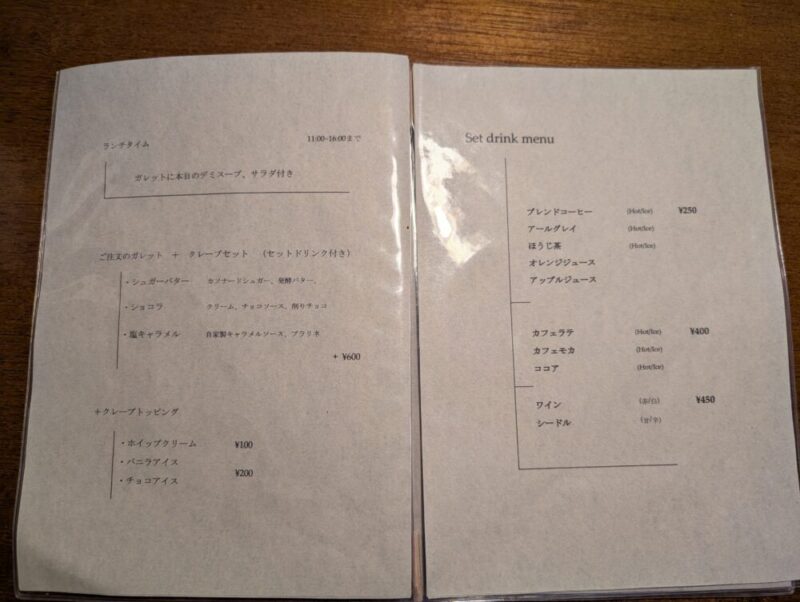 ランチタイム 11:00~16:00まで
ガレットに本日のデミスープ、サラダ付き
ご注文のガレット + クレープセット (セットドリンク付き)
・シュガーバター カソナードシュガー、発酵バター、
・ショコラ クリーム、チョコソース、削りチョコ
・塩キャラメル 自家製キャラメルソース、プラリネ
+ ¥600
+クレープトッピング
・ホイップクリーム ¥100
・バニラアイス
¥200
・チョコアイス
Set drink menu
ブレンドコーヒー (Hot/Ice) ¥250
アールグレイ (Hot/Ice)
ほうじ茶 (Hot/Ice)
オレンジジュース
アップルジュース
カフェラテ (Hot/Ice) ¥400
カフェモカ (Hot/Ice)
ココア (Hot/Ice)
ワイン (赤/白) ¥450
シードル (甘/辛)